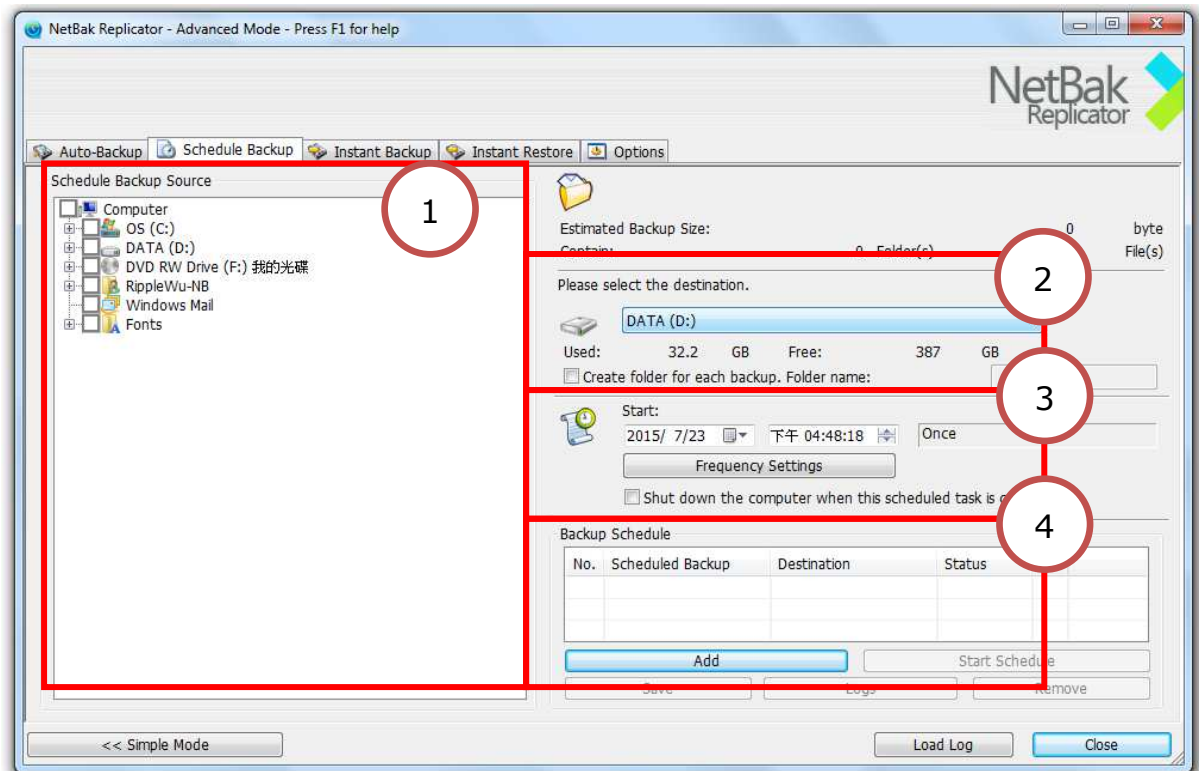 NetBak Replicator - Advanced Mode - Press F1 for help
NetBak
Replicator
Auto-Backup Schedule Backup Instant Backup Instant Restore Options
Schedule Backup Source
Computer
OS (C:)
DATA (D:)
DVD RW Drive (F:) 我的光碟
RippleWu-NB
Windows Mail
Fonts
1
Estimated Backup Size: 0 byte
Contain: 0 Folder(s) File(s)
2
Please select the destination.
DATA (D:)
Used: 32.2 GB Free: 387 GB
Create folder for each backup. Folder name:
3
Start:
2015/ 7/23 下午 04:48:18 Once
Frequency Settings
Shut down the computer when this scheduled task is
4
Backup Schedule
No. Scheduled Backup Destination Status
Add Start Schedule
Save Logs Remove
<< Simple Mode Load Log Close